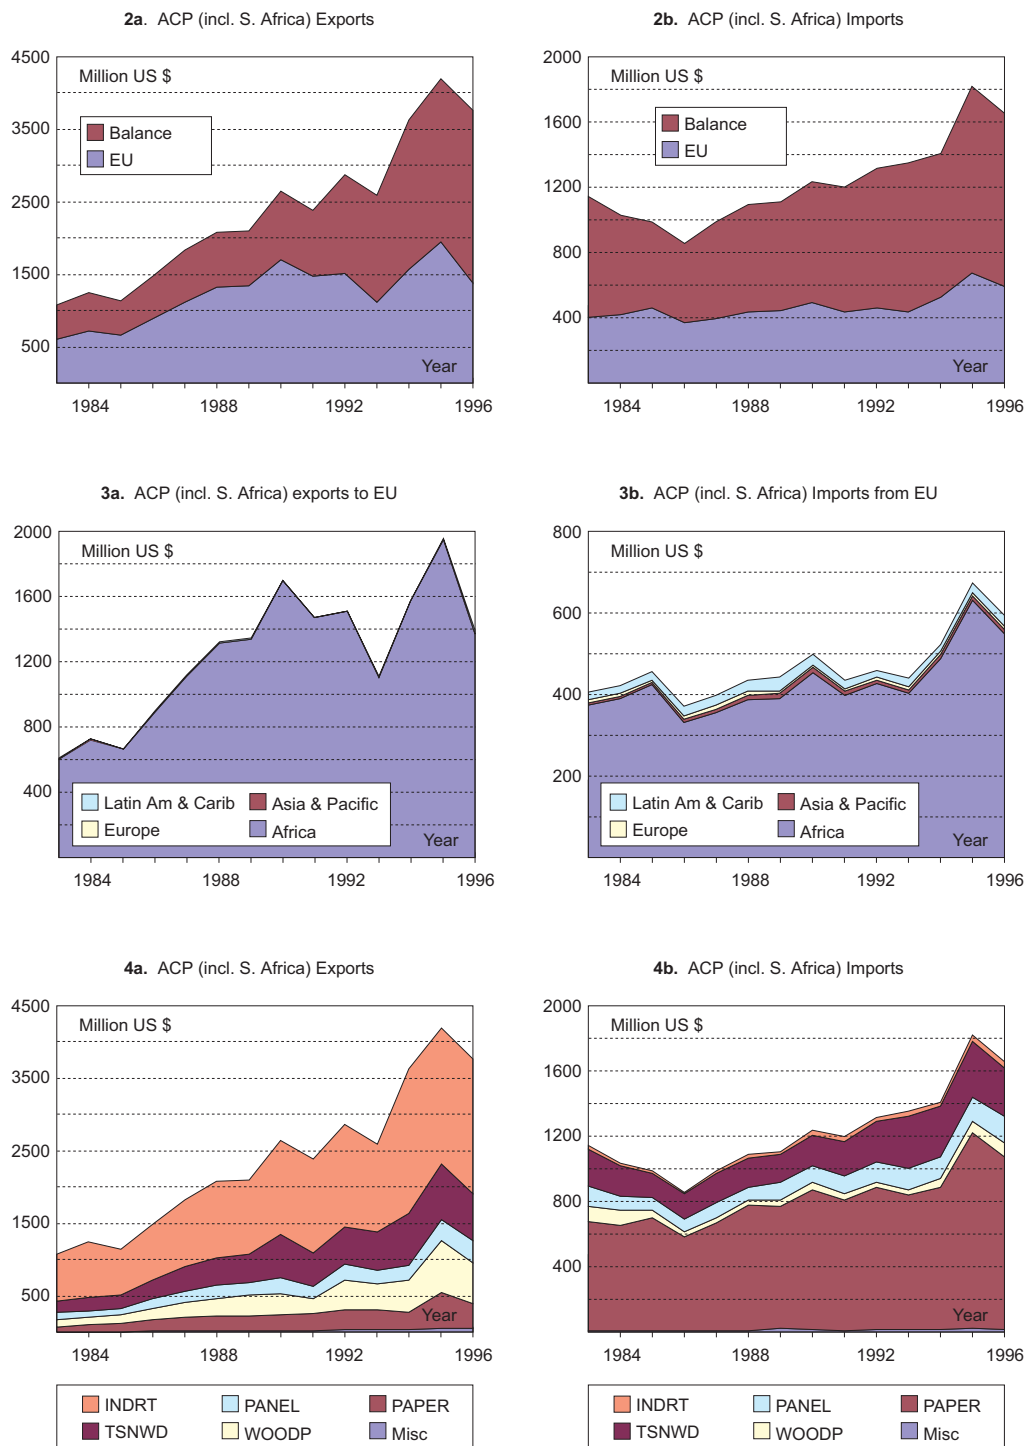 2a. ACP (incl. S. Africa) Exports
4500
3500
2500
1500
500
Million US $
Balance
EU
Year
1984 1988 1992 1996
2b. ACP (incl. S. Africa) Imports
2000
1600
1200
800
400
Million US $
Balance
EU
Year
1984 1988 1992 1996
3a. ACP (incl. S. Africa) exports to EU
2000
1600
1200
800
400
Million US $
Latin Am & Carib Asia & Pacific
Europe Africa
Year
1984 1988 1992 1996
3b. ACP (incl. S. Africa) Imports from EU
800
600
400
200
Million US $
Latin Am & Carib Asia & Pacific
Europe Africa
Year
1984 1988 1992 1996
4a. ACP (incl. S. Africa) Exports
4500
3500
2500
1500
500
Million US $
Year
1984 1988 1992 1996
INDRT PANEL PAPER
TSNWD WOODP Misc
4b. ACP (incl. S. Africa) Imports
2000
1600
1200
800
400
Million US $
Year
1984 1988 1992 1996
INDRT PANEL PAPER
TSNWD WOODP Misc